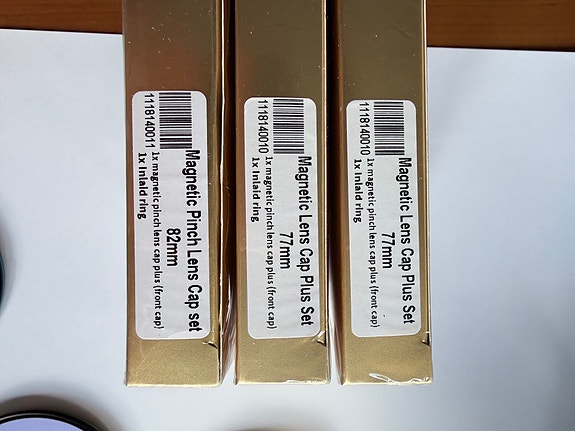 1118140011
Magnetic Pinch Lens Cap set
82mm
1x magnetic pinch lens cap plus (front cap)
1x Inlaid ring
1118140010
Magnetic Lens Cap Plus Set
77mm
1x magnetic pinch lens cap plus (front cap)
1x Inlaid ring
1118140010
Magnetic Lens Cap Plus Set
77mm
1x magnetic pinch lens cap plus (front cap)
1x Inlaid ring